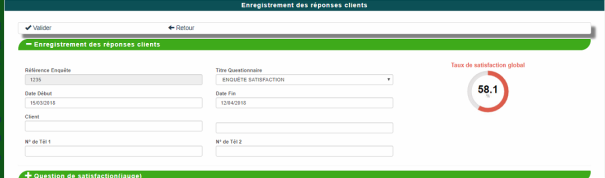 Enregistrement des réponses clients
Valider Retour
Enregistrement des réponses clients
Référence Enquête Titre Questionnaire Taux de satisfaction global
1235 ENQUÊTE SATISFACTION 58.1
Date Début Date Fin
15/03/2018 12/04/2018
Client
N° de Tél 1 N° de Tél 2
Question de satisfaction(jauge)